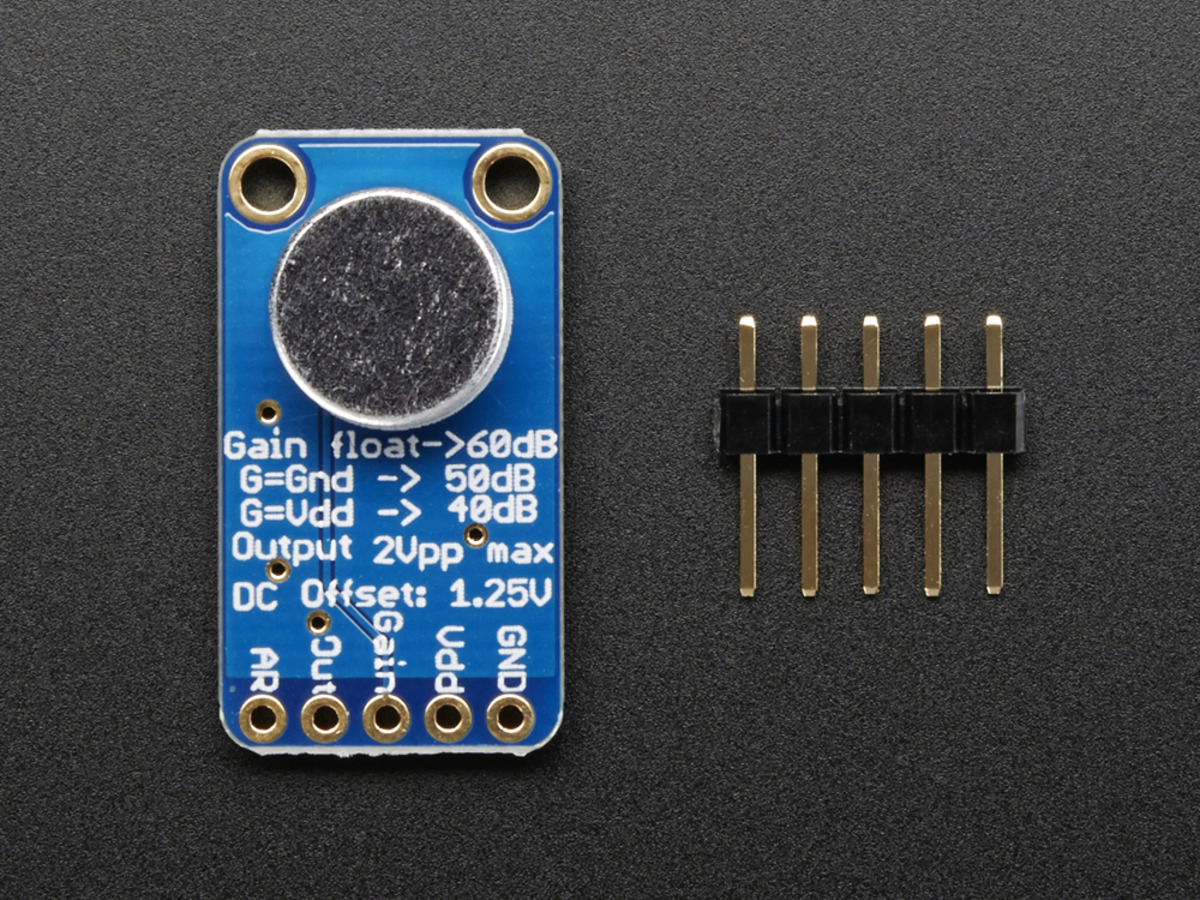 Gain float->60dB
G=Gnd -> 50dB
G=Vdd -> 40dB
Output 2Vpp max
DC Offset: 1.25V
AR Out Gain Vdd GND